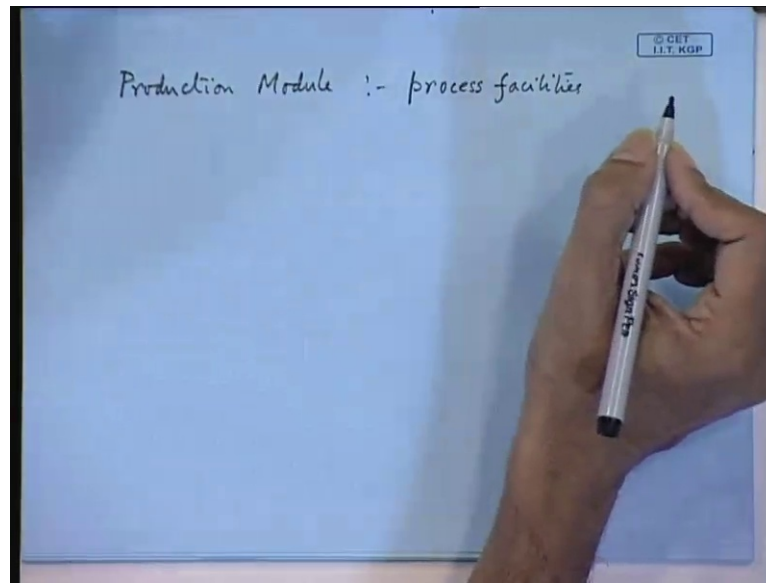 © CET
I.I.T. KGP
Production Module :- process facilities